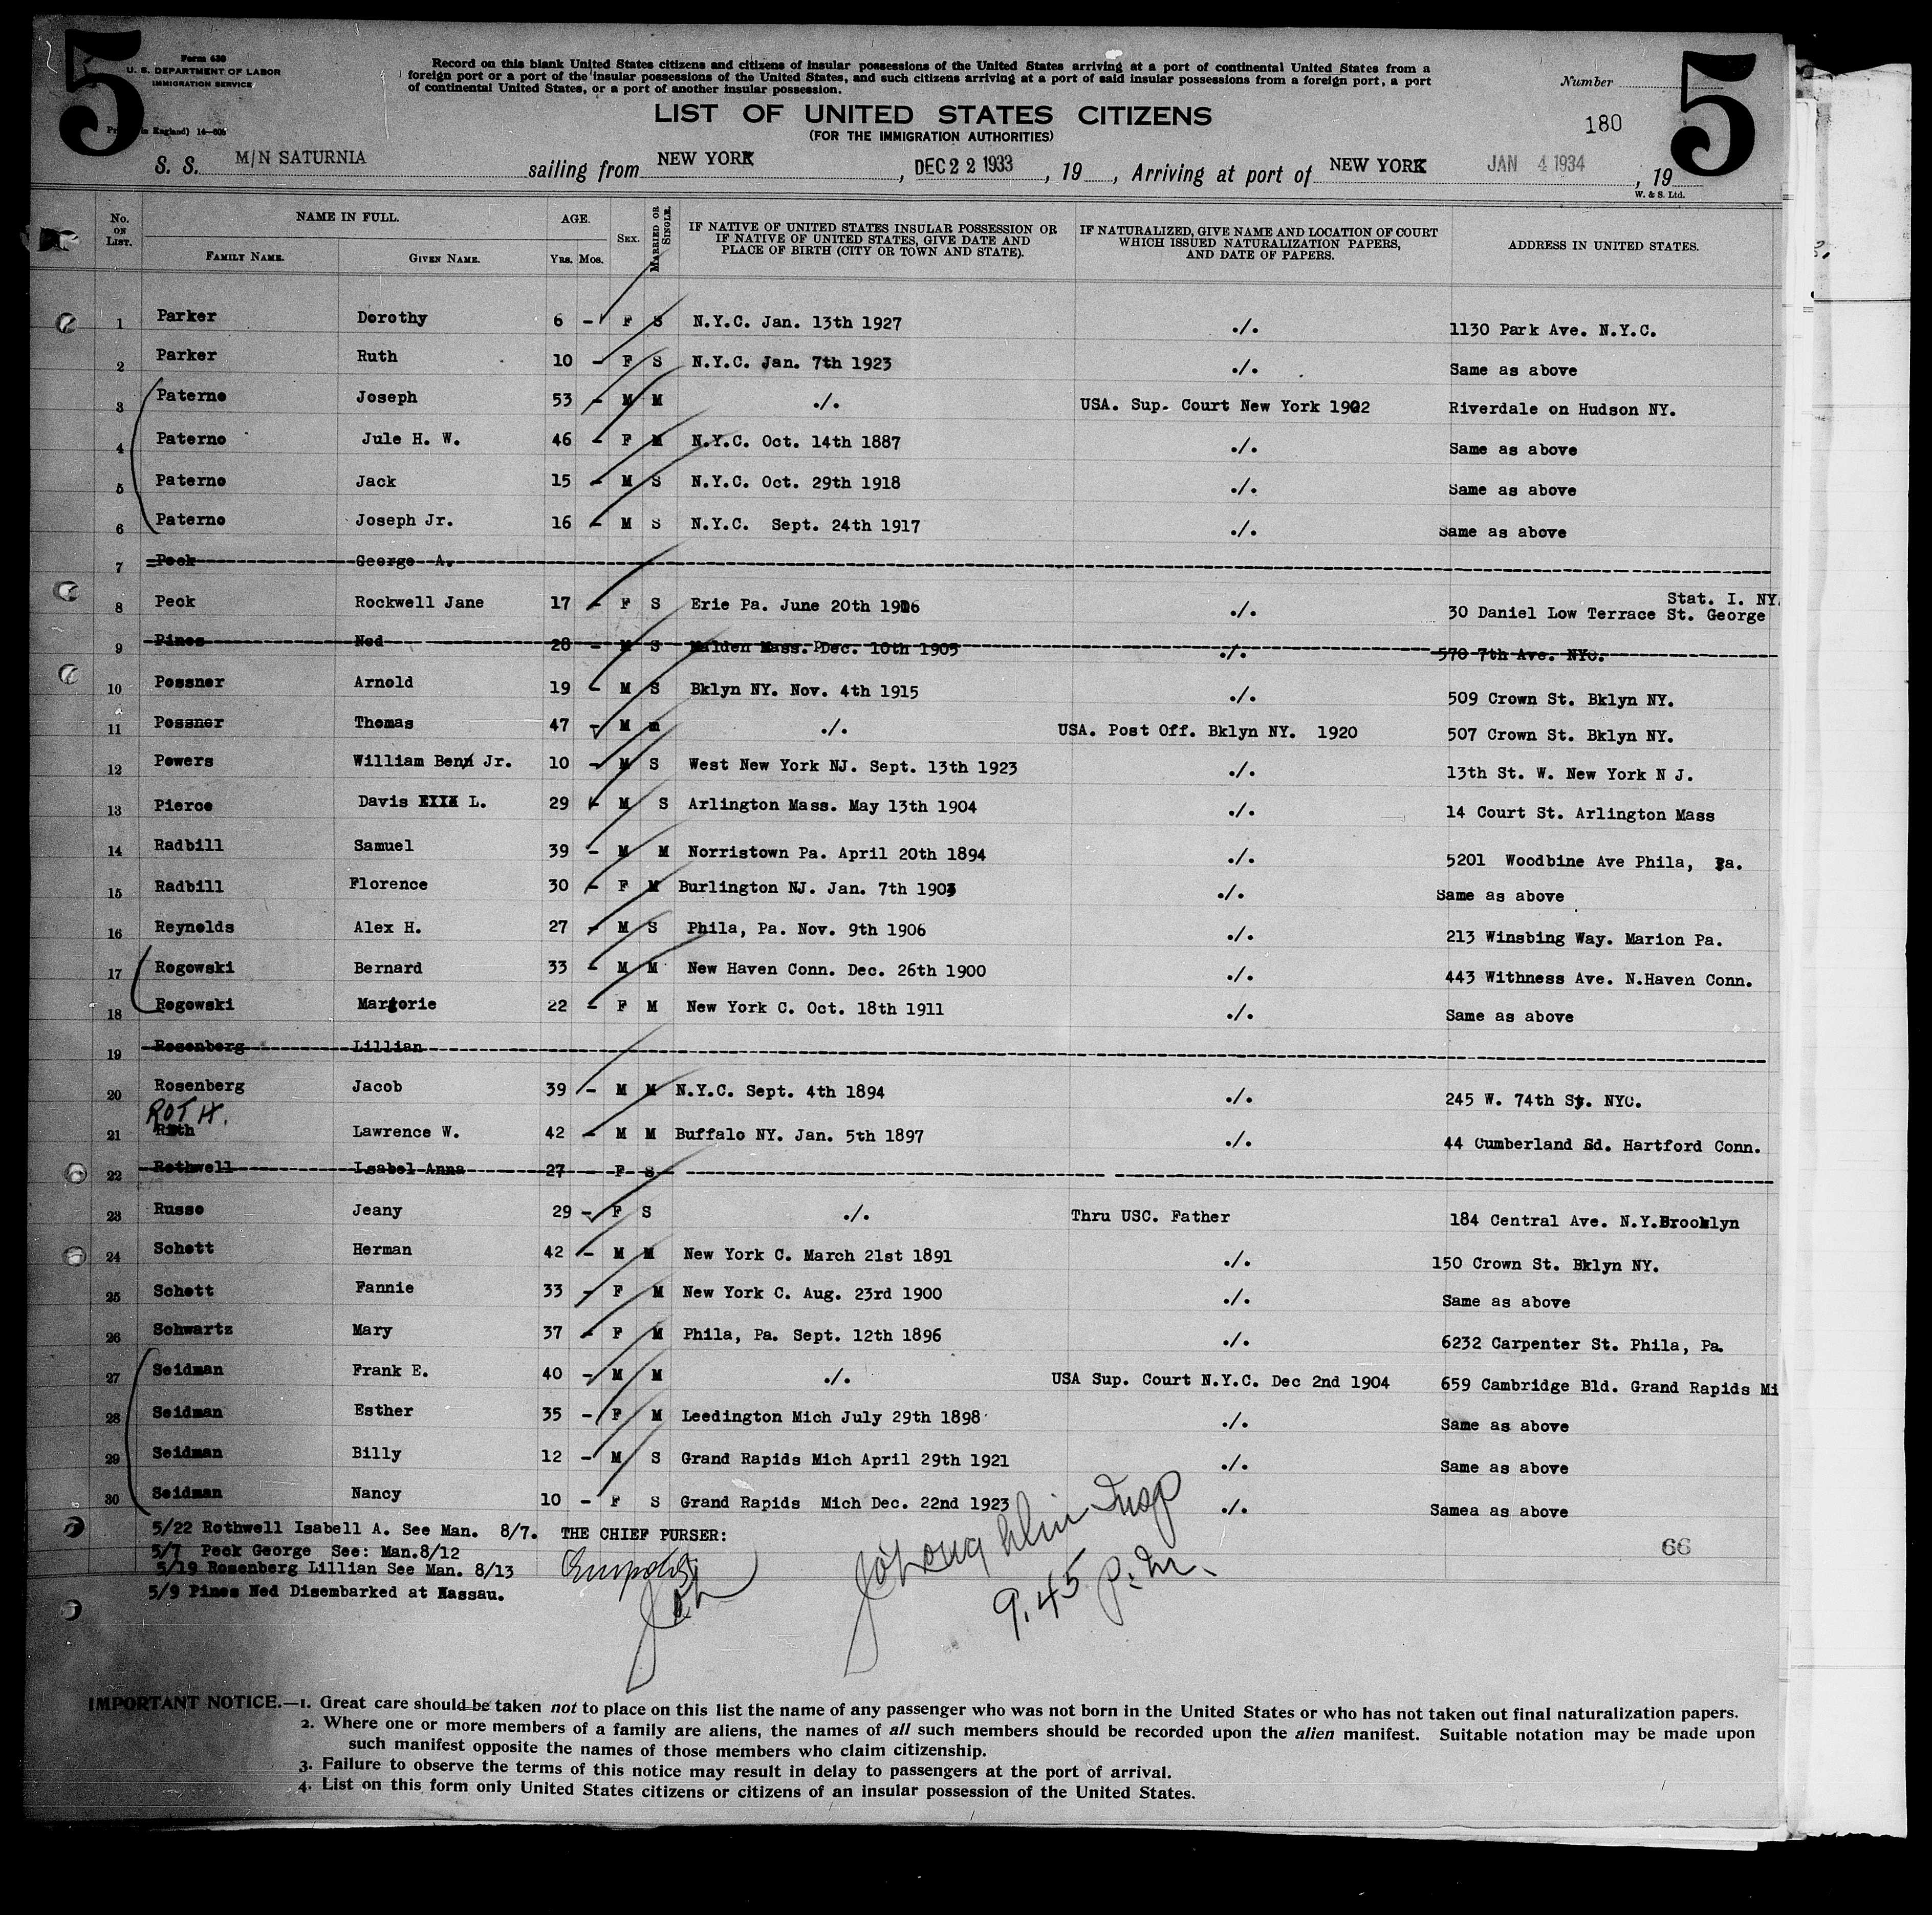 5
5
Form 630
U. S. DEPARTMENT OF LABOR
IMMIGRATION SERVICE
in England) 14—80b
Record on this blank United States citizens and citizens of insular possessions of the United States arriving at a port of continental United States from a
foreign port or a port of the insular possessions of the United States, and such citizens arriving at a port of said insular possessions from a foreign port, a port
of continental United States, or a port of another insular possession.
Number
LIST OF UNITED STATES CITIZENS
(FOR THE IMMIGRATION AUTHORITIES)
180
S. S. M/N SATURNIA sailing from NEW YORK, DEC 22 1933, 19 , Arriving at port of NEW YORK JAN 4 1934, 19
W. & S. Ltd.
No. ON LIST. NAME IN FULL. AGE. SEX. MARRIED OR SINGLE. IF NATIVE OF UNITED STATES INSULAR POSSESSION OR IF NATIVE OF UNITED STATES, GIVE DATE AND PLACE OF BIRTH (CITY OR TOWN AND STATE). IF NATURALIZED, GIVE NAME AND LOCATION OF COURT WHICH ISSUED NATURALIZATION PAPERS, AND DATE OF PAPERS. ADDRESS IN UNITED STATES.
FAMILY NAME. GIVEN NAME. YRS. MOS.
1 Parker Dorothy 6 - F S N.Y.C. Jan. 13th 1927 ./. 1130 Park Ave. N.Y.C.
2 Parker Ruth 10 - F S N.Y.C. Jan. 7th 1923 ./. Same as above
3 Paterno Joseph 53 - M M ./. USA. Sup. Court New York 1902 Riverdale on Hudson NY.
4 Paterno Jule H. W. 46 - F M N.Y.C. Oct. 14th 1887 ./. Same as above
5 Paterno Jack 15 - M S N.Y.C. Oct. 29th 1918 ./. Same as above
6 Paterno Joseph Jr. 16 - M S N.Y.C. Sept. 24th 1917 ./. Same as above
7 Peck George A.
8 Peck Rockwell Jane 17 - F S Erie Pa. June 20th 1916 ./. 30 Daniel Low Terrace St. George Stat. I. NY.
9 Pines Ned 28 - M S Malden Mass. Dec. 10th 1905 ./. 570 7th Ave. NYC.
10 Possner Arnold 19 - M S Bklyn NY. Nov. 4th 1915 ./. 509 Crown St. Bklyn NY.
11 Possner Thomas 47 - M m ./. USA. Post Off. Bklyn NY. 1920 507 Crown St. Bklyn NY.
12 Powers William Benn Jr. 10 - M S West New York NJ. Sept. 13th 1923 ./. 13th St. W. New York N J.
13 Pierce Davis L. 29 - M S Arlington Mass. May 13th 1904 ./. 14 Court St. Arlington Mass
14 Radbill Samuel 39 - M M Norristown Pa. April 20th 1894 ./. 5201 Woodbine Ave Phila, Pa.
15 Radbill Florence 30 - F M Burlington NJ. Jan. 7th 1903 ./. Same as above
16 Reynolds Alex H. 27 - M S Phila, Pa. Nov. 9th 1906 ./. 213 Winsbing Way. Marion Pa.
17 Rogowski Bernard 33 - M M New Haven Conn. Dec. 26th 1900 ./. 443 Withness Ave. N.Haven Conn.
18 Rogowski Margorie 22 - F M New York C. Oct. 18th 1911 ./. Same as above
19 Rosenberg Lillian
20 Rosenberg Jacob 39 - M M N.Y.C. Sept. 4th 1894 ./. 245 W. 74th St. NYC.
ROTH.
21 Lawrence W. 42 - M M Buffalo NY. Jan. 5th 1897 ./. 44 Cumberland Sd. Hartford Conn.
22 Rothwell Isabel Anna 27 - F S
23 Russo Jeany 29 - F S ./. Thru USC. Father 184 Central Ave. N.Y.Brooklyn
24 Schott Herman 42 - M M New York C. March 21st 1891 ./. 150 Crown St. Bklyn NY.
25 Schott Fannie 33 - F M New York C. Aug. 23rd 1900 ./. Same as above
26 Schwartz Mary 37 - F M Phila, Pa. Sept. 12th 1896 ./. 6232 Carpenter St. Phila, Pa.
27 Seidman Frank E. 40 - M M ./. USA Sup. Court N.Y.C. Dec 2nd 1904 659 Cambridge Bld. Grand Rapids Mi
28 Seidman Esther 35 - F M Leedington Mich July 29th 1898 ./. Same as above
29 Seidman Billy 12 - M S Grand Rapids Mich April 29th 1921 ./. Same as above
30 Seidman Nancy 10 - F S Grand Rapids Mich Dec. 22nd 1923 ./. Samea as above
5/22 Rothwell Isabell A. See Man. 8/7. THE CHIEF PURSER:
5/7 Peck George See: Man.8/12
5/19 Rosenberg Lillian See Man. 8/13
5/9 Pines Ned Disembarked at Nassau.
Insp
9.45 P.M.
66
IMPORTANT NOTICE.—1. Great care should be taken not to place on this list the name of any passenger who was not born in the United States or who has not taken out final naturalization papers.
2. Where one or more members of a family are aliens, the names of all such members should be recorded upon the alien manifest. Suitable notation may be made upon
such manifest opposite the names of those members who claim citizenship.
3. Failure to observe the terms of this notice may result in delay to passengers at the port of arrival.
4. List on this form only United States citizens or citizens of an insular possession of the United States.